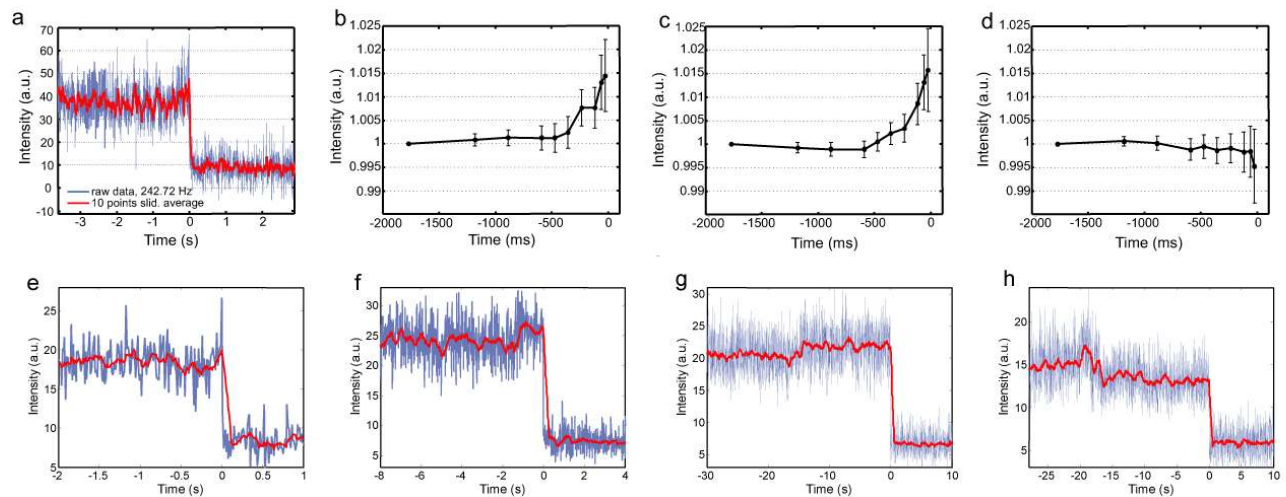 a
Intensity (a.u.)
70
60
50
40
30
20
10
0
-10
raw data, 242.72 Hz
10 points slid. average
-3 -2 -1 0 1 2
Time (s)
b
Intensity (a.u.)
1.025
1.02
1.015
1.01
1.005
1
0.995
0.99
-2000 -1500 -1000 -500 0
Time (ms)
c
Intensity (a.u.)
1.025
1.02
1.015
1.01
1.005
1
0.995
0.99
-2000 -1500 -1000 -500 0
Time (ms)
d
Intensity (a.u.)
1.025
1.02
1.015
1.01
1.005
1
0.995
0.99
-2000 -1500 -1000 -500 0
Time (ms)
e
Intensity (a.u.)
30
25
20
15
10
5
-2 -1.5 -1 -0.5 0 0.5 1
Time (s)
f
Intensity (a.u.)
30
25
20
15
10
5
-8 -6 -4 -2 0 2 4
Time (s)
g
Intensity (a.u.)
30
25
20
15
10
5
-30 -20 -10 0 10
Time (s)
h
Intensity (a.u.)
20
15
10
5
-25 -20 -15 -10 -5 0 5 10
Time (s)